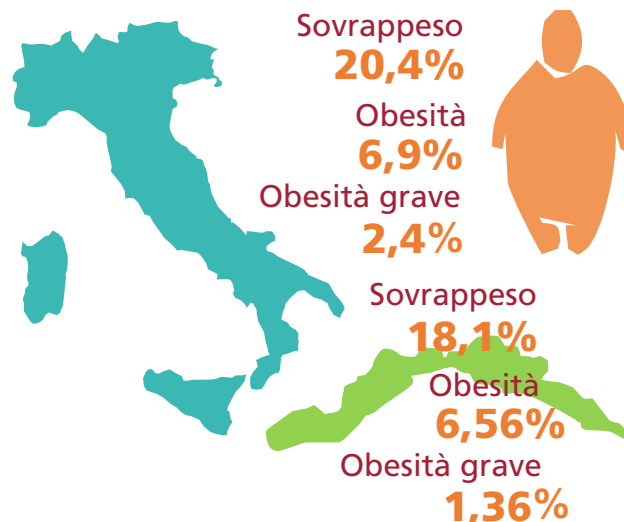 Sovrappeso
20,4%
Obesità
6,9%
Obesità grave
2,4%
Sovrappeso
18,1%
Obesità
6,56%
Obesità grave
1,36%